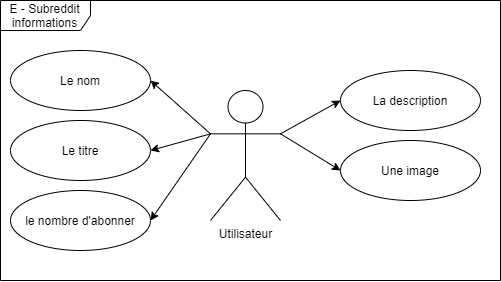 E - Subreddit
informations
Le nom
Le titre
le nombre d'abonner
La description
Une image
Utilisateur